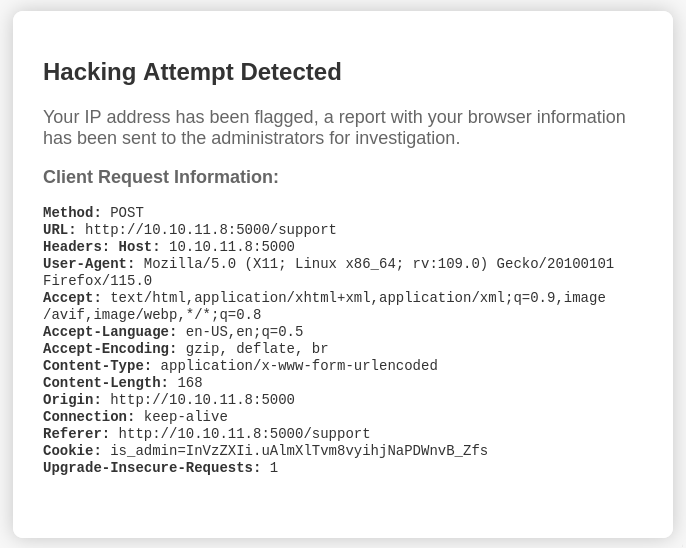 Hacking Attempt Detected
Your IP address has been flagged, a report with your browser information
has been sent to the administrators for investigation.
Client Request Information:
Method: POST
URL: http://10.10.11.8:5000/support
Headers: Host: 10.10.11.8:5000
User-Agent: Mozilla/5.0 (X11; Linux x86_64; rv:109.0) Gecko/20100101
Firefox/115.0
Accept: text/html,application/xhtml+xml,application/xml;q=0.9,image
/avif,image/webp,*/*;q=0.8
Accept-Language: en-US,en;q=0.5
Accept-Encoding: gzip, deflate, br
Content-Type: application/x-www-form-urlencoded
Content-Length: 168
Origin: http://10.10.11.8:5000
Connection: keep-alive
Referer: http://10.10.11.8:5000/support
Cookie: is_admin=InVzZXIi.uAlmXlTvm8vyihjNaPDWnvB_Zfs
Upgrade-Insecure-Requests: 1